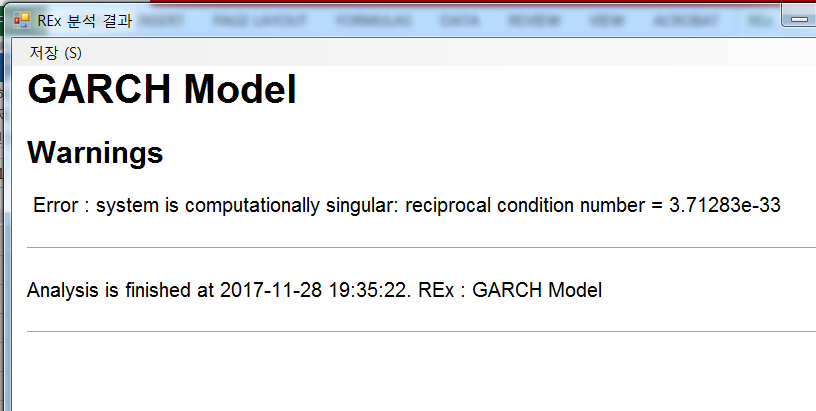 REx 분석 결과
INSERT PAGE LAYOUT FORMULAS DATA REVIEW VIEW ACROBAT REx
저장 (S)
GARCH Model
Warnings
Error : system is computationally singular: reciprocal condition number = 3.71283e-33
Analysis is finished at 2017-11-28 19:35:22. REx : GARCH Model